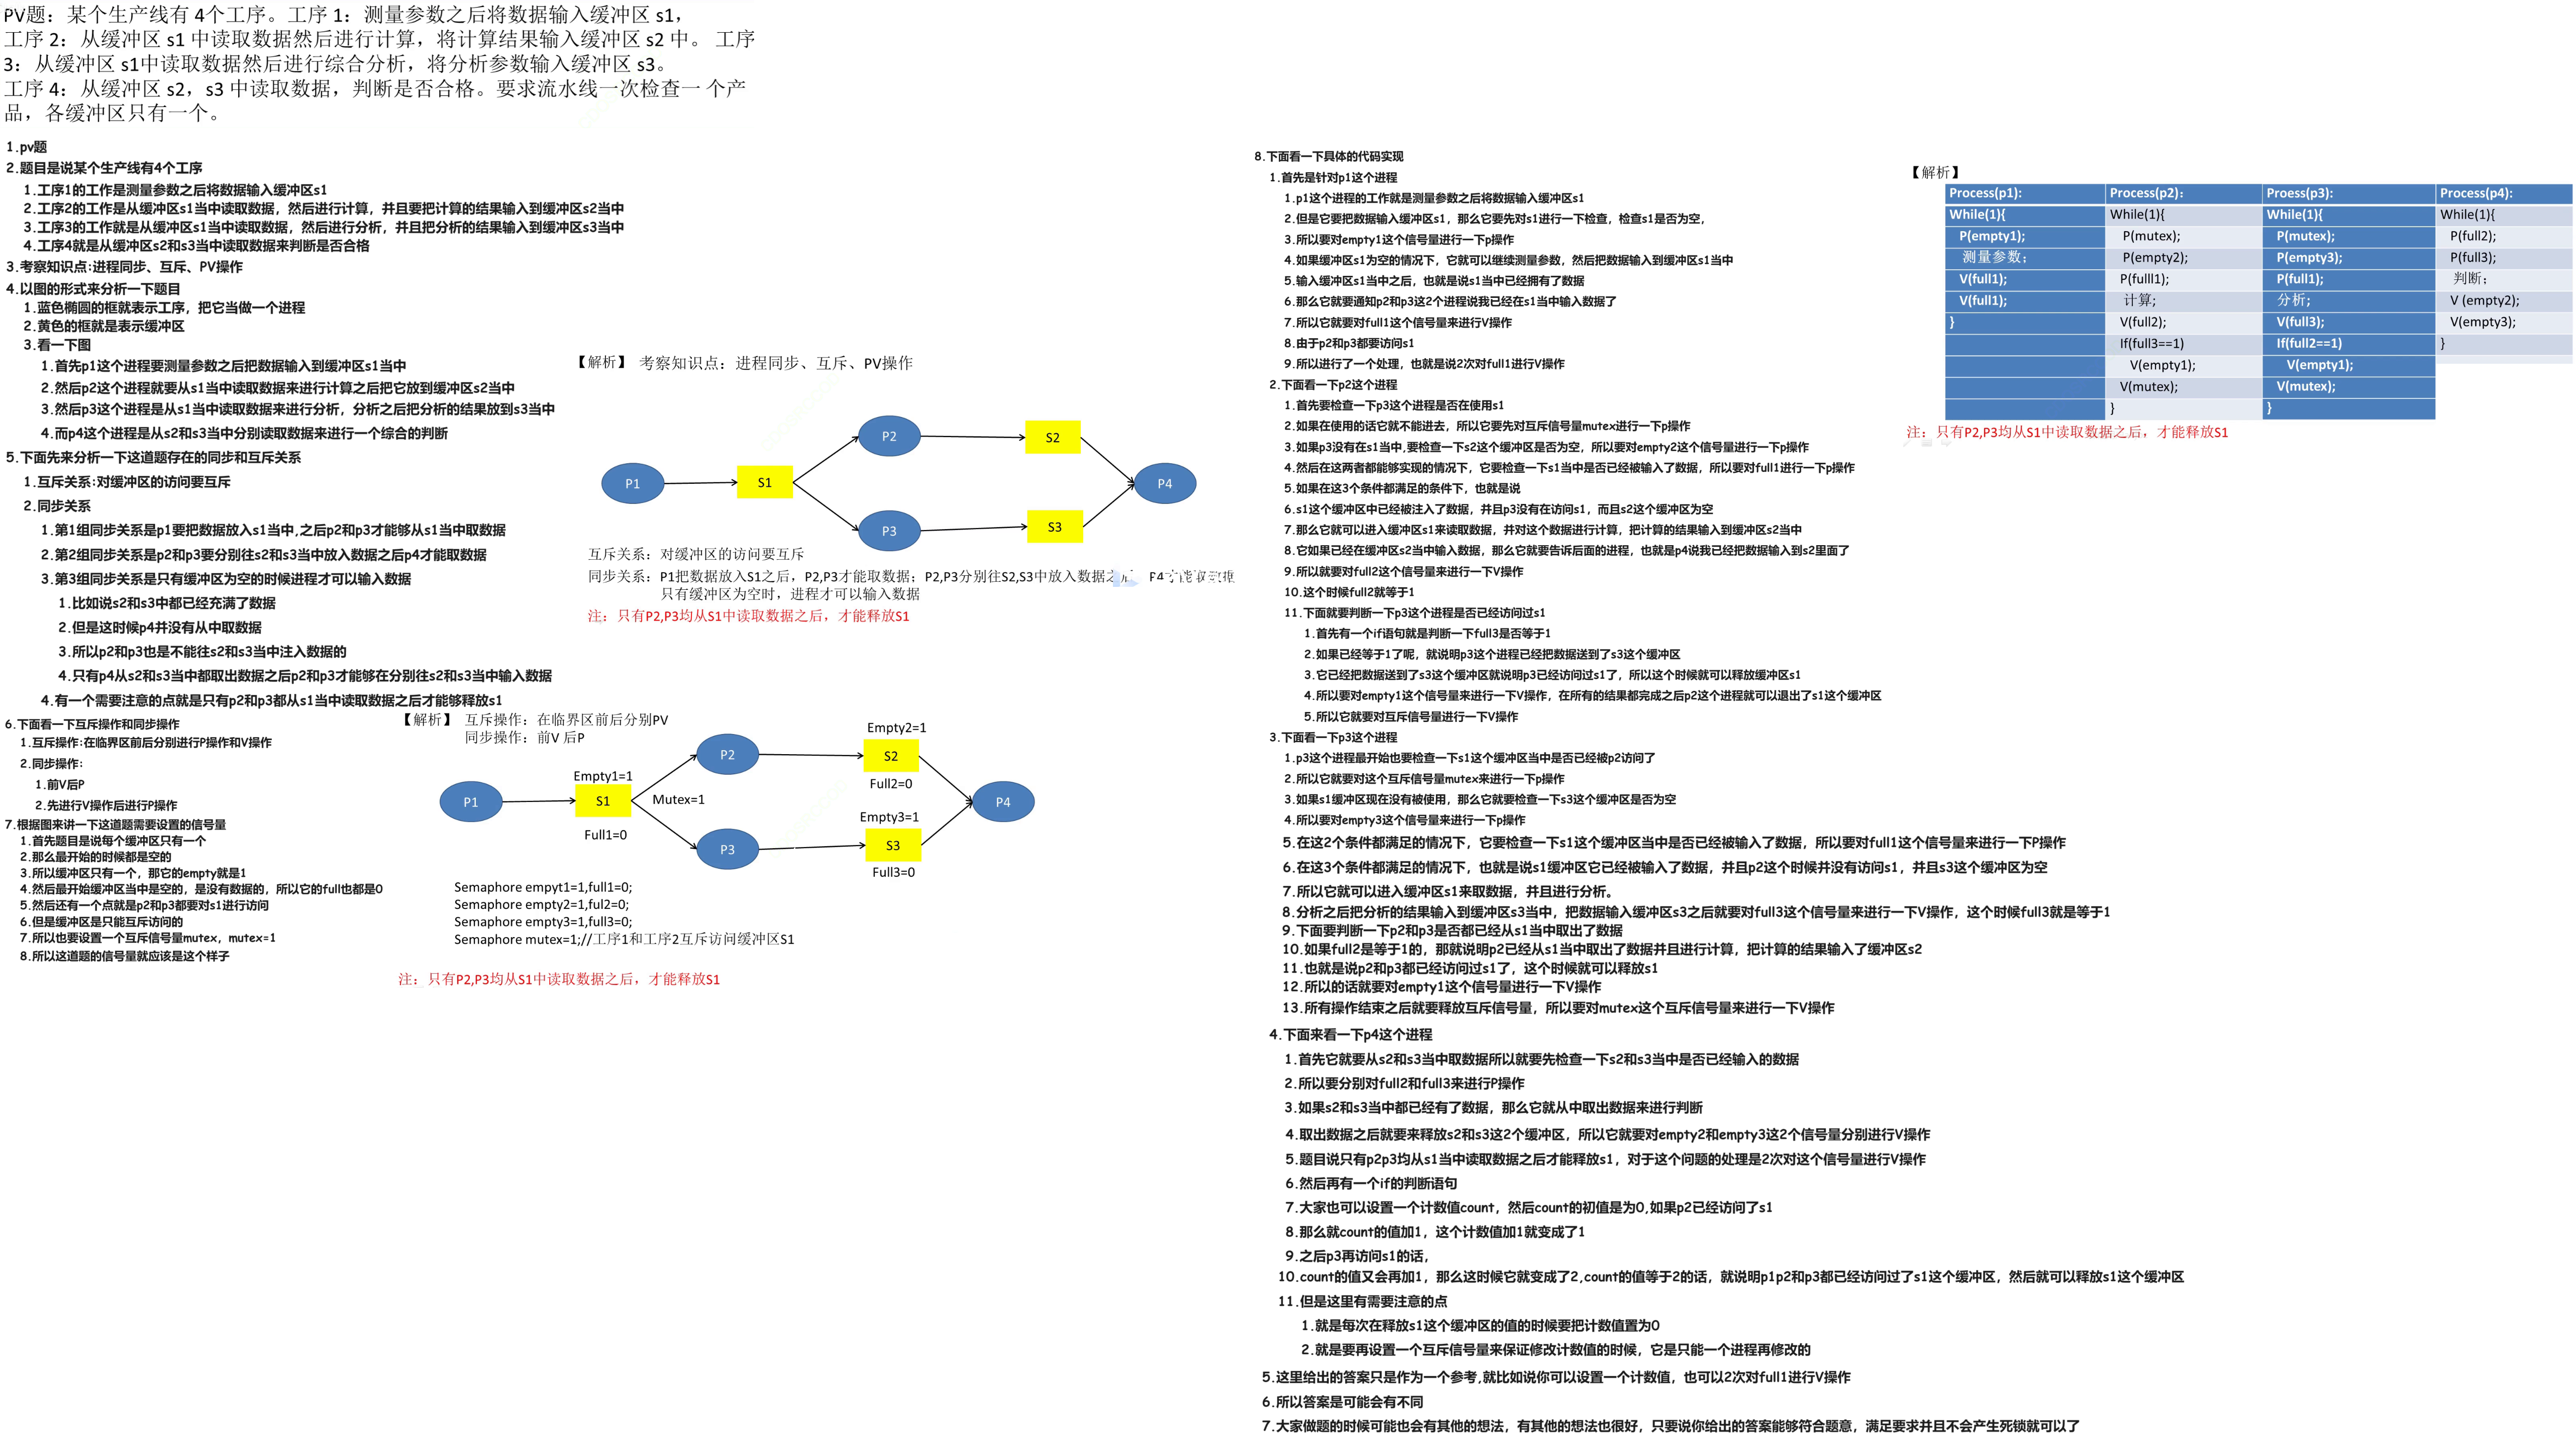 PV题：某个生产线有 4个工序。工序 1：测量参数之后将数据输入缓冲区 s1，
工序 2：从缓冲区 s1 中读取数据然后进行计算，将计算结果输入缓冲区 s2 中。 工序
3：从缓冲区 s1中读取数据然后进行综合分析，将分析参数输入缓冲区 s3。
工序 4：从缓冲区 s2，s3 中读取数据，判断是否合格。要求流水线一次检查一 个产
品，各缓冲区只有一个。
1.pv题
2.题目是说某个生产线有4个工序
1.工序1的工作是测量参数之后将数据输入缓冲区s1
2.工序2的工作是从缓冲区s1当中读取数据，然后进行计算，并且要把计算的结果输入到缓冲区s2当中
3.工序3的工作就是从缓冲区s1当中读取数据，然后进行分析，并且把分析的结果输入到缓冲区s3当中
4.工序4就是从缓冲区s2和s3当中读取数据来判断是否合格
3.考察知识点:进程同步、互斥、PV操作
4.以图的形式来分析一下题目
1.蓝色椭圆的框就表示工序，把它当做一个进程
2.黄色的框就是表示缓冲区
3.看一下图
1.首先p1这个进程要测量参数之后把数据输入到缓冲区s1当中
2.然后p2这个进程就要从s1当中读取数据来进行计算之后把它放到缓冲区s2当中
3.然后p3这个进程是从s1当中读取数据来进行分析，分析之后把分析的结果放到s3当中
4.而p4这个进程是从s2和s3当中分别读取数据来进行一个综合的判断
5.下面先来分析一下这道题存在的同步和互斥关系
1.互斥关系:对缓冲区的访问要互斥
2.同步关系
1.第1组同步关系是p1要把数据放入s1当中,之后p2和p3才能够从s1当中取数据
2.第2组同步关系是p2和p3要分别往s2和s3当中放入数据之后p4才能取数据
3.第3组同步关系是只有缓冲区为空的时候进程才可以输入数据
1.比如说s2和s3中都已经充满了数据
2.但是这时候p4并没有从中取数据
3.所以p2和p3也是不能往s2和s3当中注入数据的
4.只有p4从s2和s3当中都取出数据之后p2和p3才能够在分别往s2和s3当中输入数据
4.有一个需要注意的点就是只有p2和p3都从s1当中读取数据之后才能够释放s1
【解析】 考察知识点：进程同步、互斥、PV操作
P1
S1
P2
P3
S2
S3
P4
互斥关系：对缓冲区的访问要互斥
同步关系：P1把数据放入S1之后，P2,P3才能取数据；P2,P3分别往S2,S3中放入数据之后 P4才能取数据
只有缓冲区为空时，进程才可以输入数据
注：只有P2,P3均从S1中读取数据之后，才能释放S1
6.下面看一下互斥操作和同步操作
1.互斥操作:在临界区前后分别进行P操作和V操作
2.同步操作:
1.前V后P
2.先进行V操作后进行P操作
7.根据图来讲一下这道题需要设置的信号量
1.首先题目是说每个缓冲区只有一个
2.那么最开始的时候都是空的
3.所以缓冲区只有一个，那它的empty就是1
4.然后最开始缓冲区当中是空的，是没有数据的，所以它的full也都是0
5.然后还有一个点就是p2和p3都要对s1进行访问
6.但是缓冲区是只能互斥访问的
7.所以也要设置一个互斥信号量mutex，mutex=1
8.所以这道题的信号量就应该是这个样子
【解析】 互斥操作：在临界区前后分别PV
同步操作：前V 后P
P1
Empty1=1
S1
Full1=0
Mutex=1
P2
P3
Empty2=1
S2
Full2=0
Empty3=1
S3
Full3=0
P4
Semaphore empyt1=1,full1=0;
Semaphore empty2=1,ful2=0;
Semaphore empty3=1,full3=0;
Semaphore mutex=1;//工序1和工序2互斥访问缓冲区S1
注：只有P2,P3均从S1中读取数据之后，才能释放S1
8.下面看一下具体的代码实现
1.首先是针对p1这个进程
1.p1这个进程的工作就是测量参数之后将数据输入缓冲区s1
2.但是它要把数据输入缓冲区s1，那么它要先对s1进行一下检查，检查s1是否为空，
3.所以要对empty1这个信号量进行一下p操作
4.如果缓冲区s1为空的情况下，它就可以继续测量参数，然后把数据输入到缓冲区s1当中
5.输入缓冲区s1当中之后，也就是说s1当中已经拥有了数据
6.那么它就要通知p2和p3这2个进程说我已经在s1当中输入数据了
7.所以它就要对full1这个信号量来进行V操作
8.由于p2和p3都要访问s1
9.所以进行了一个处理，也就是说2次对full1进行V操作
2.下面看一下p2这个进程
1.首先要检查一下p3这个进程是否在使用s1
2.如果在使用的话它就不能进去，所以它要先对互斥信号量mutex进行一下p操作
3.如果p3没有在s1当中,要检查一下s2这个缓冲区是否为空，所以要对empty2这个信号量进行一下p操作
4.然后在这两者都能够实现的情况下，它要检查一下s1当中是否已经被输入了数据，所以要对full1进行一下p操作
5.如果在这3个条件都满足的条件下，也就是说
6.s1这个缓冲区中已经被注入了数据，并且p3没有在访问s1，而且s2这个缓冲区为空
7.那么它就可以进入缓冲区s1来读取数据，并对这个数据进行计算，把计算的结果输入到缓冲区s2当中
8.它如果已经在缓冲区s2当中输入数据，那么它就要告诉后面的进程，也就是p4说我已经把数据输入到s2里面了
9.所以就要对full2这个信号量来进行一下V操作
10.这个时候full2就等于1
11.下面就要判断一下p3这个进程是否已经访问过s1
1.首先有一个if语句就是判断一下full3是否等于1
2.如果已经等于1了呢，就说明p3这个进程已经把数据送到了s3这个缓冲区
3.它已经把数据送到了s3这个缓冲区就说明p3已经访问过s1了，所以这个时候就可以释放缓冲区s1
4.所以要对empty1这个信号量来进行一下V操作，在所有的结果都完成之后p2这个进程就可以退出了s1这个缓冲区
5.所以它就要对互斥信号量进行一下V操作
3.下面看一下p3这个进程
1.p3这个进程最开始也要检查一下s1这个缓冲区当中是否已经被p2访问了
2.所以它就要对这个互斥信号量mutex来进行一下p操作
3.如果s1缓冲区现在没有被使用，那么它就要检查一下s3这个缓冲区是否为空
4.所以要对empty3这个信号量来进行一下p操作
5.在这2个条件都满足的情况下，它要检查一下s1这个缓冲区当中是否已经被输入了数据，所以要对full1这个信号量来进行一下P操作
6.在这3个条件都满足的情况下，也就是说s1缓冲区它已经被输入了数据，并且p2这个时候并没有访问s1，并且s3这个缓冲区为空
7.所以它就可以进入缓冲区s1来取数据，并且进行分析。
8.分析之后把分析的结果输入到缓冲区s3当中，把数据输入缓冲区s3之后就要对full3这个信号量来进行一下V操作，这个时候full3就是等于1
9.下面要判断一下p2和p3是否都已经从s1当中取出了数据
10.如果full2是等于1的，那就说明p2已经从s1当中取出了数据并且进行计算，把计算的结果输入了缓冲区s2
11.也就是说p2和p3都已经访问过s1了，这个时候就可以释放s1
12.所以的话就要对empty1这个信号量进行一下V操作
13.所有操作结束之后就要释放互斥信号量，所以要对mutex这个互斥信号量来进行一下V操作
4.下面来看一下p4这个进程
1.首先它就要从s2和s3当中取数据所以就要先检查一下s2和s3当中是否已经输入的数据
2.所以要分别对full2和full3来进行P操作
3.如果s2和s3当中都已经有了数据，那么它就从中取出数据来进行判断
4.取出数据之后就要来释放s2和s3这2个缓冲区，所以它就要对empty2和empty3这2个信号量分别进行V操作
5.题目说只有p2p3均从s1当中读取数据之后才能释放s1，对于这个问题的处理是2次对这个信号量进行V操作
6.然后再有一个if的判断语句
7.大家也可以设置一个计数值count，然后count的初值是为0,如果p2已经访问了s1
8.那么就count的值加1，这个计数值加1就变成了1
9.之后p3再访问s1的话，
10.count的值又会再加1，那么这时候它就变成了2,count的值等于2的话，就说明p1p2和p3都已经访问过了s1这个缓冲区，然后就可以释放s1这个缓冲区
11.但是这里有需要注意的点
1.就是每次在释放s1这个缓冲区的值的时候要把计数值置为0
2.就是要再设置一个互斥信号量来保证修改计数值的时候，它是只能一个进程再修改的
5.这里给出的答案只是作为一个参考,就比如说你可以设置一个计数值，也可以2次对full1进行V操作
6.所以答案是可能会有不同
7.大家做题的时候可能也会有其他的想法，有其他的想法也很好，只要说你给出的答案能够符合题意，满足要求并且不会产生死锁就可以了
【解析】
Process(p1): Process(p2)： Proess(p3): Process(p4):
While(1){ While(1){ While(1){ While(1){
P(empty1); P(mutex); P(mutex); P(full2);
测量参数； P(empty2); P(empty3); P(full3);
V(full1); P(fulll1); P(full1); 判断；
V(full1); 计算; 分析; V (empty2);
} V(full2); V(full3); V(empty3);
If(full3==1) If(full2==1) }
V(empty1); V(empty1);
V(mutex); V(mutex);
} }
注：只有P2,P3均从S1中读取数据之后，才能释放S1